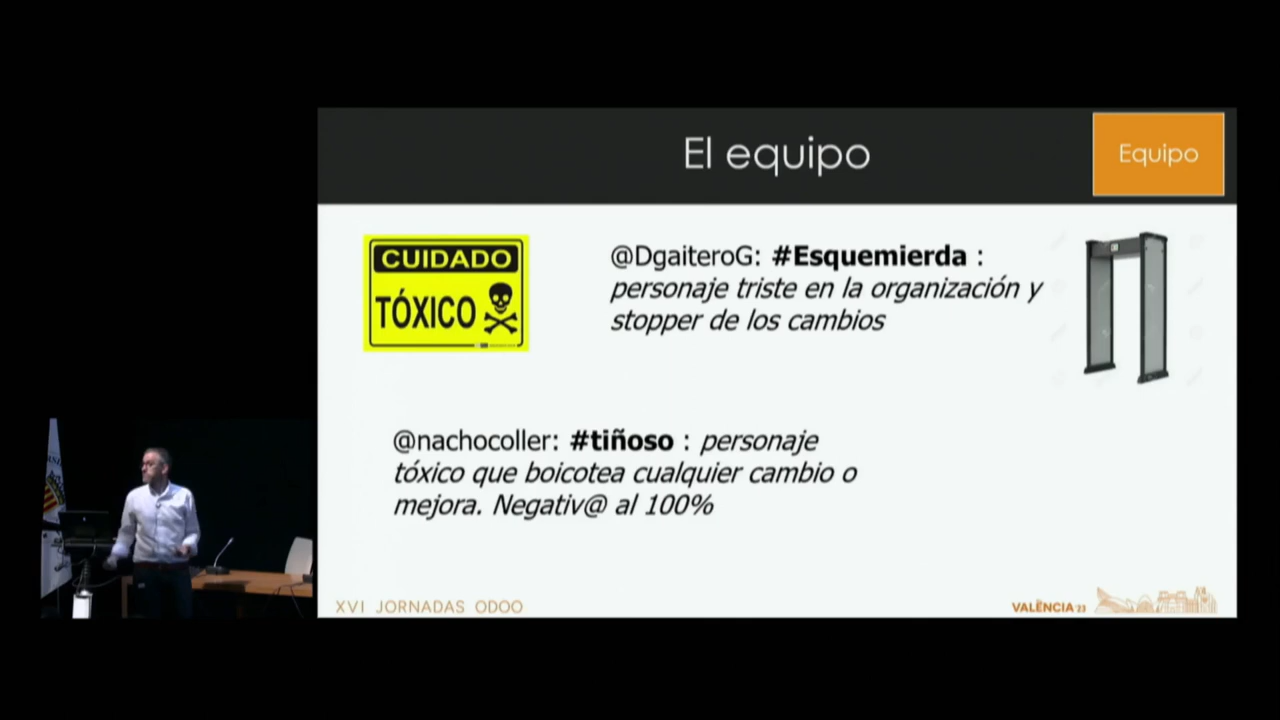 El equipo
Equipo
CUIDADO
TÓXICO
@DgaiteroG: #Esquemierda :
personaje triste en la organización y
stopper de los cambios
@nachocoller: #tiñoso : personaje
tóxico que boicotea cualquier cambio o
mejora. Negativ@ al 100%
XVI JORNADAS ODOO
VALÈNCIA'23